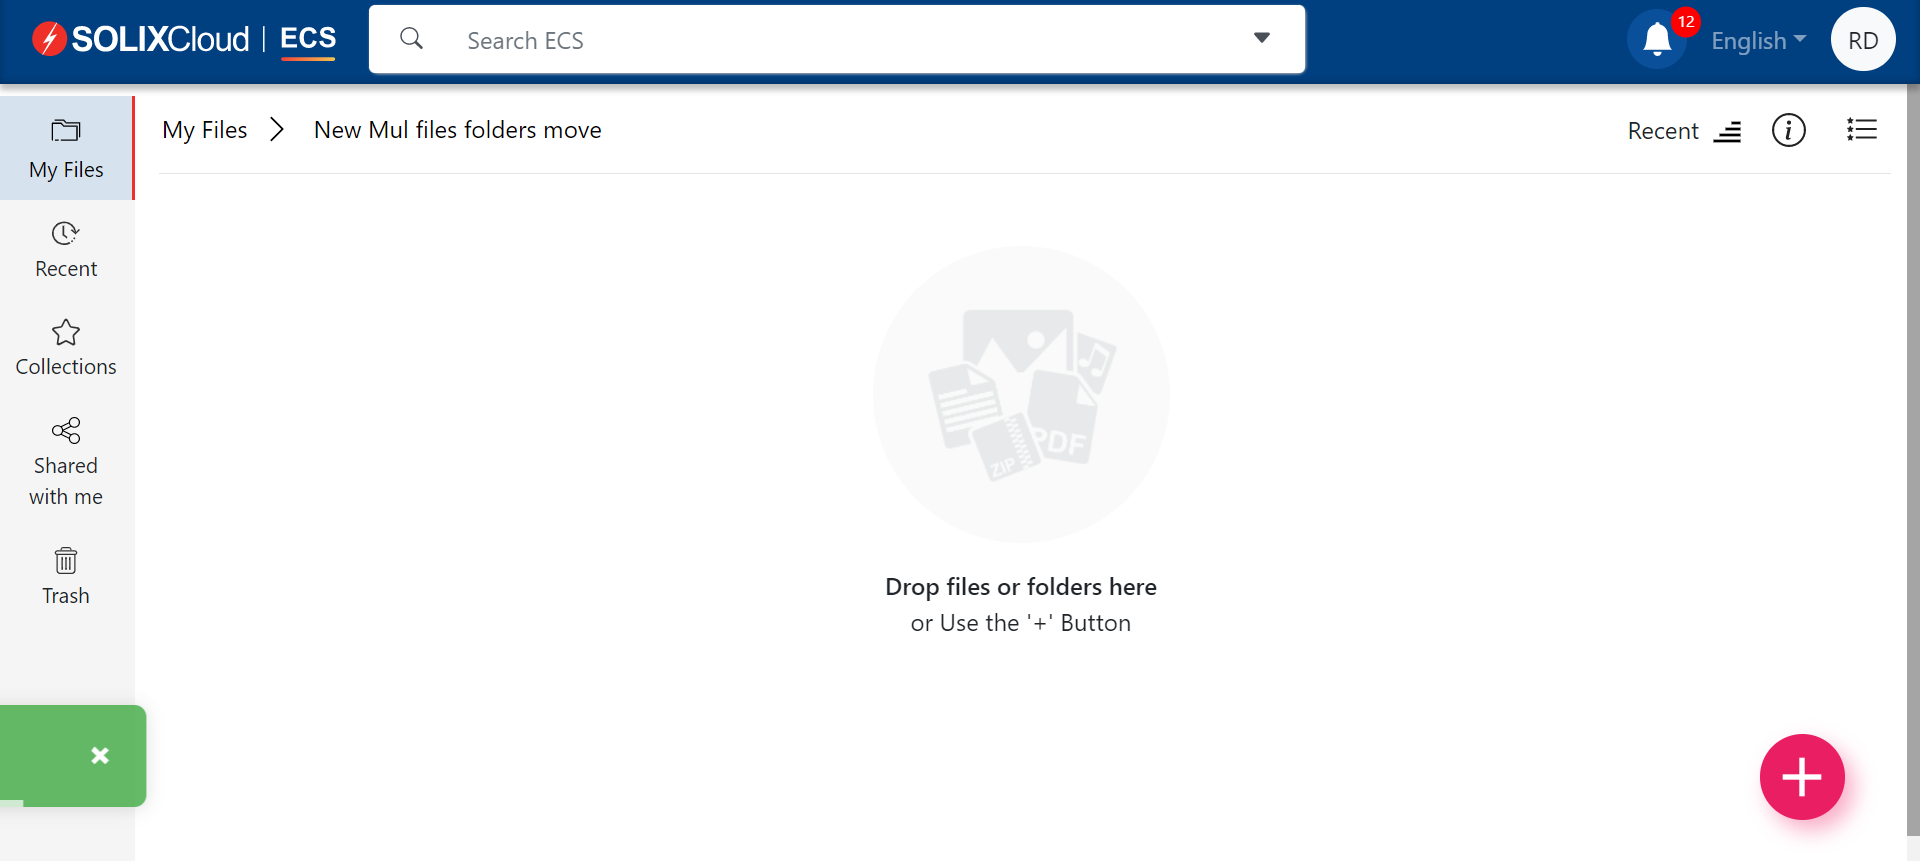 SOLIXCloud | ECS
Search ECS
12
English
RD
My Files
Recent
Collections
Shared
with me
Trash
My Files > New Mul files folders move
Recent
PDF
ZIP
Drop files or folders here
or Use the '+' Button